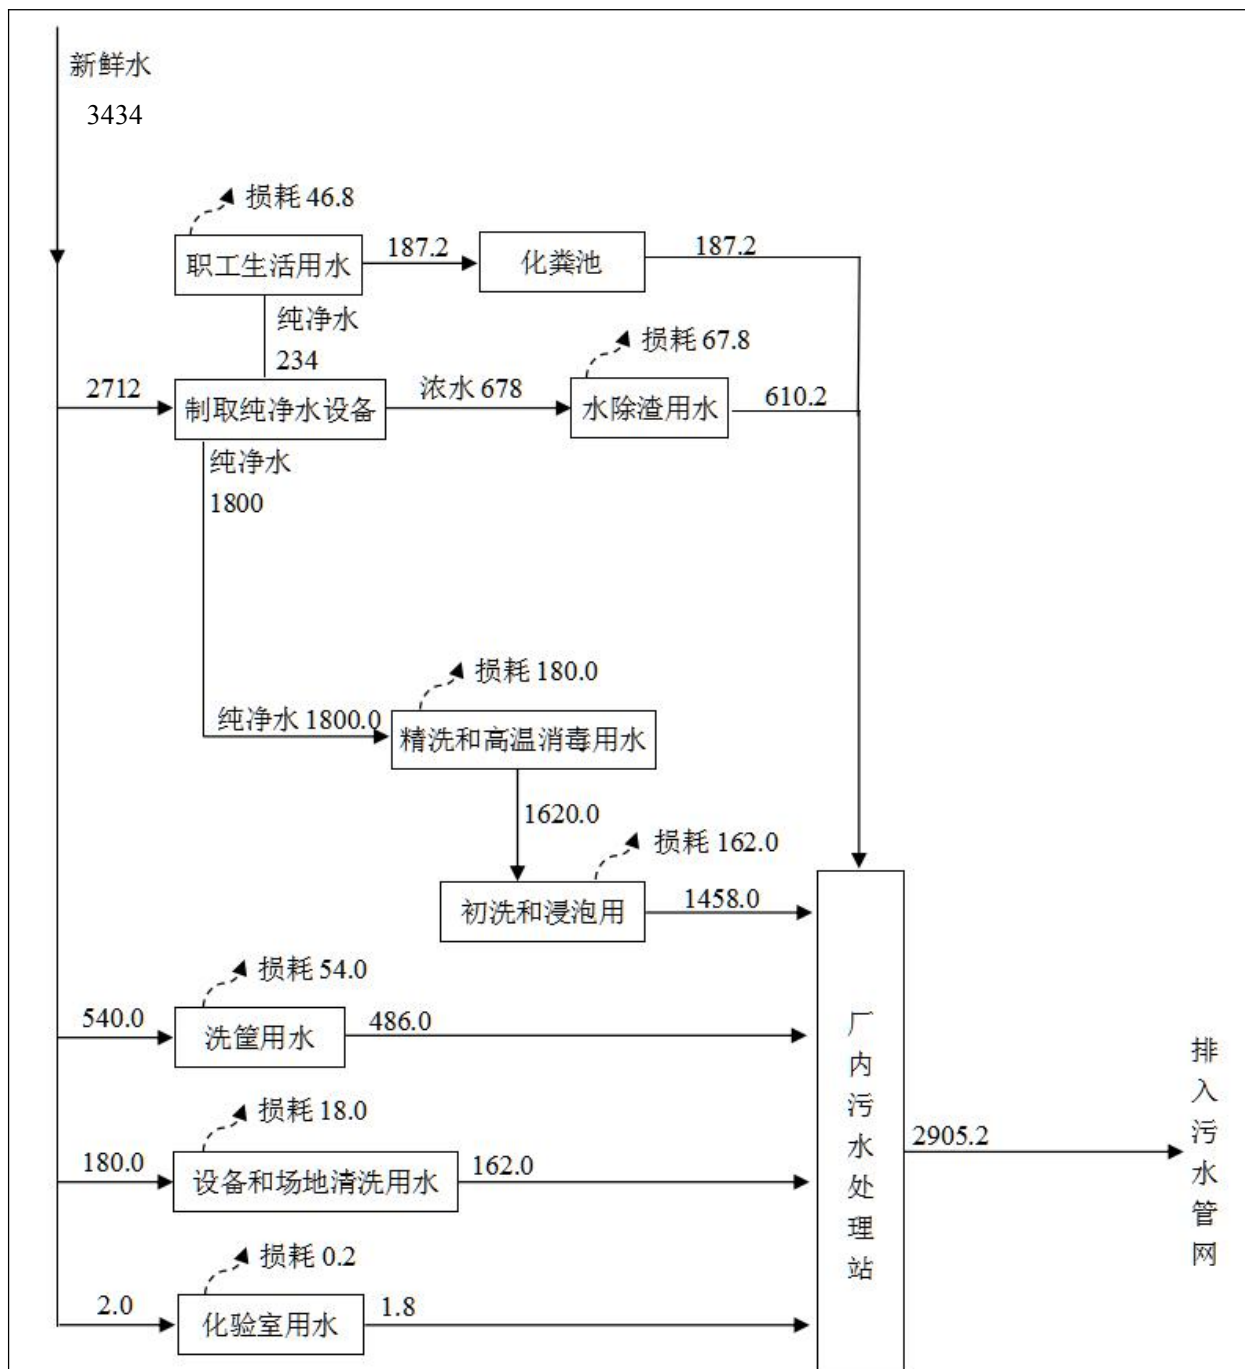 新鲜水
3434
损耗 46.8
职工生活用水
187.2
化粪池
187.2
纯净水
234
损耗 67.8
2712
制取纯净水设备
浓水 678
水除渣用水
610.2
纯净水
1800
损耗 180.0
纯净水 1800.0
精洗和高温消毒用水
1620.0
损耗 162.0
初洗和浸泡用
1458.0
损耗 54.0
540.0
洗筐用水
486.0
损耗 18.0
180.0
设备和场地清洗用水
162.0
损耗 0.2
2.0
化验室用水
1.8
厂内污水处理站
2905.2
排入污水管网